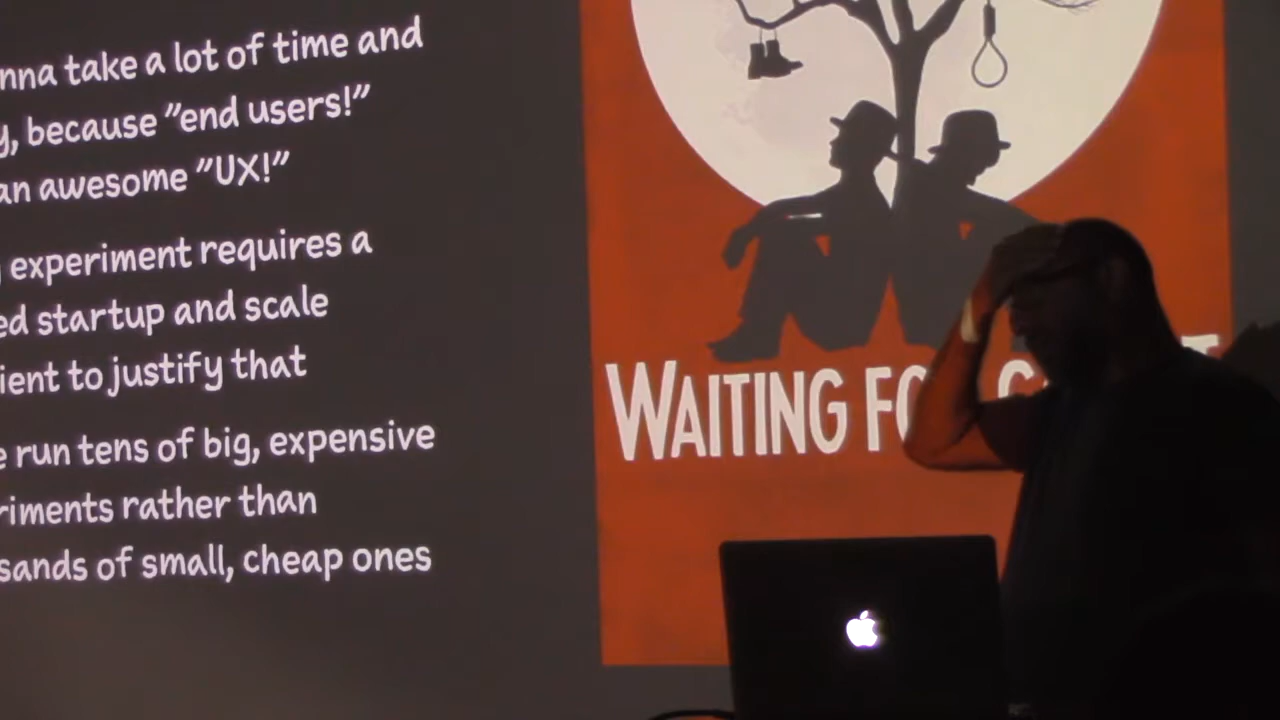 nna take a lot of time and
y, because "end users!"
an awesome "UX!"
experiment requires a
ed startup and scale
ient to justify that
e run tens of big, expensive
riments rather than
sands of small, cheap ones
WAITING FO